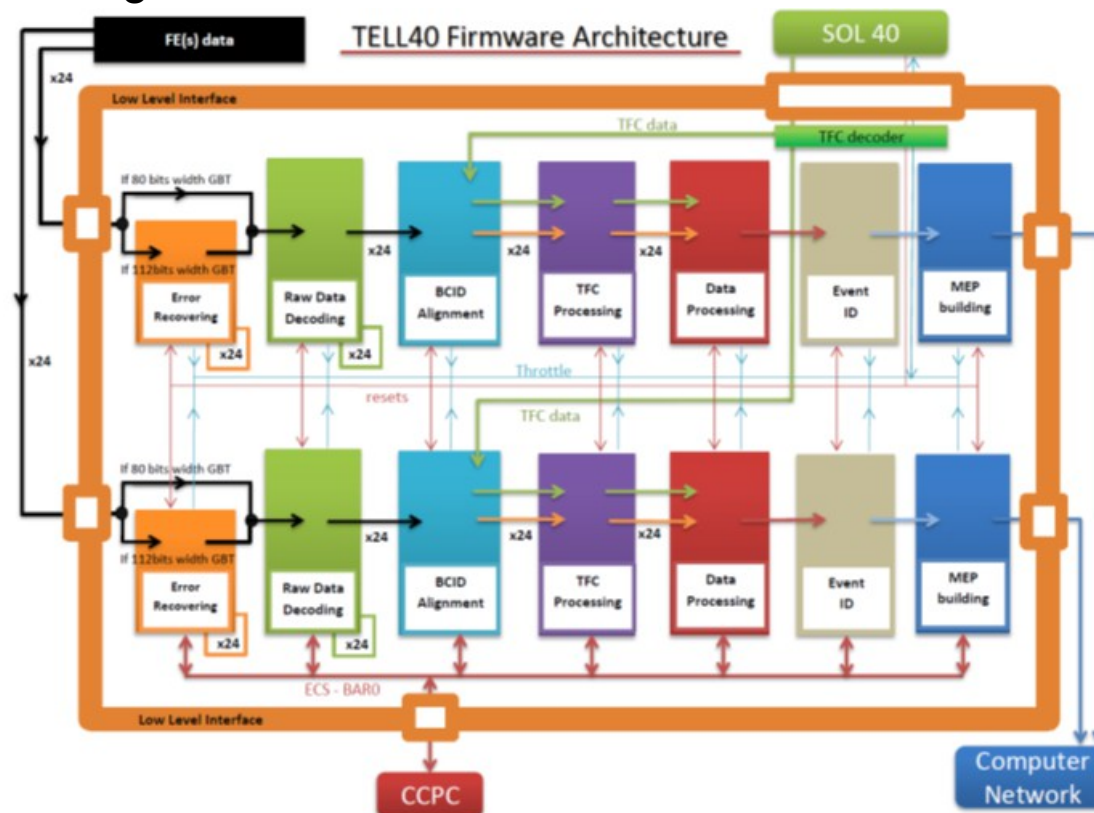 FE(s) data
TELL40 Firmware Architecture
SOL 40
x24
Low Level Interface
TFC data
TFC decoder
If 80 bits width GBT
If 112bits width GBT
x24
x24
x24
Error
Recovering
x24
Raw Data
Decoding
x24
BCID
Alignment
TFC
Processing
Data
Processing
Event
ID
MEP
building
x24
Throttle
resets
TFC data
If 80 bits width GBT
If 112bits width GBT
x24
x24
x24
Error
Recovering
x24
Raw Data
Decoding
x24
BCID
Alignment
TFC
Processing
Data
Processing
Event
ID
MEP
building
ECS - BAR0
Low Level Interface
CCPC
Computer
Network